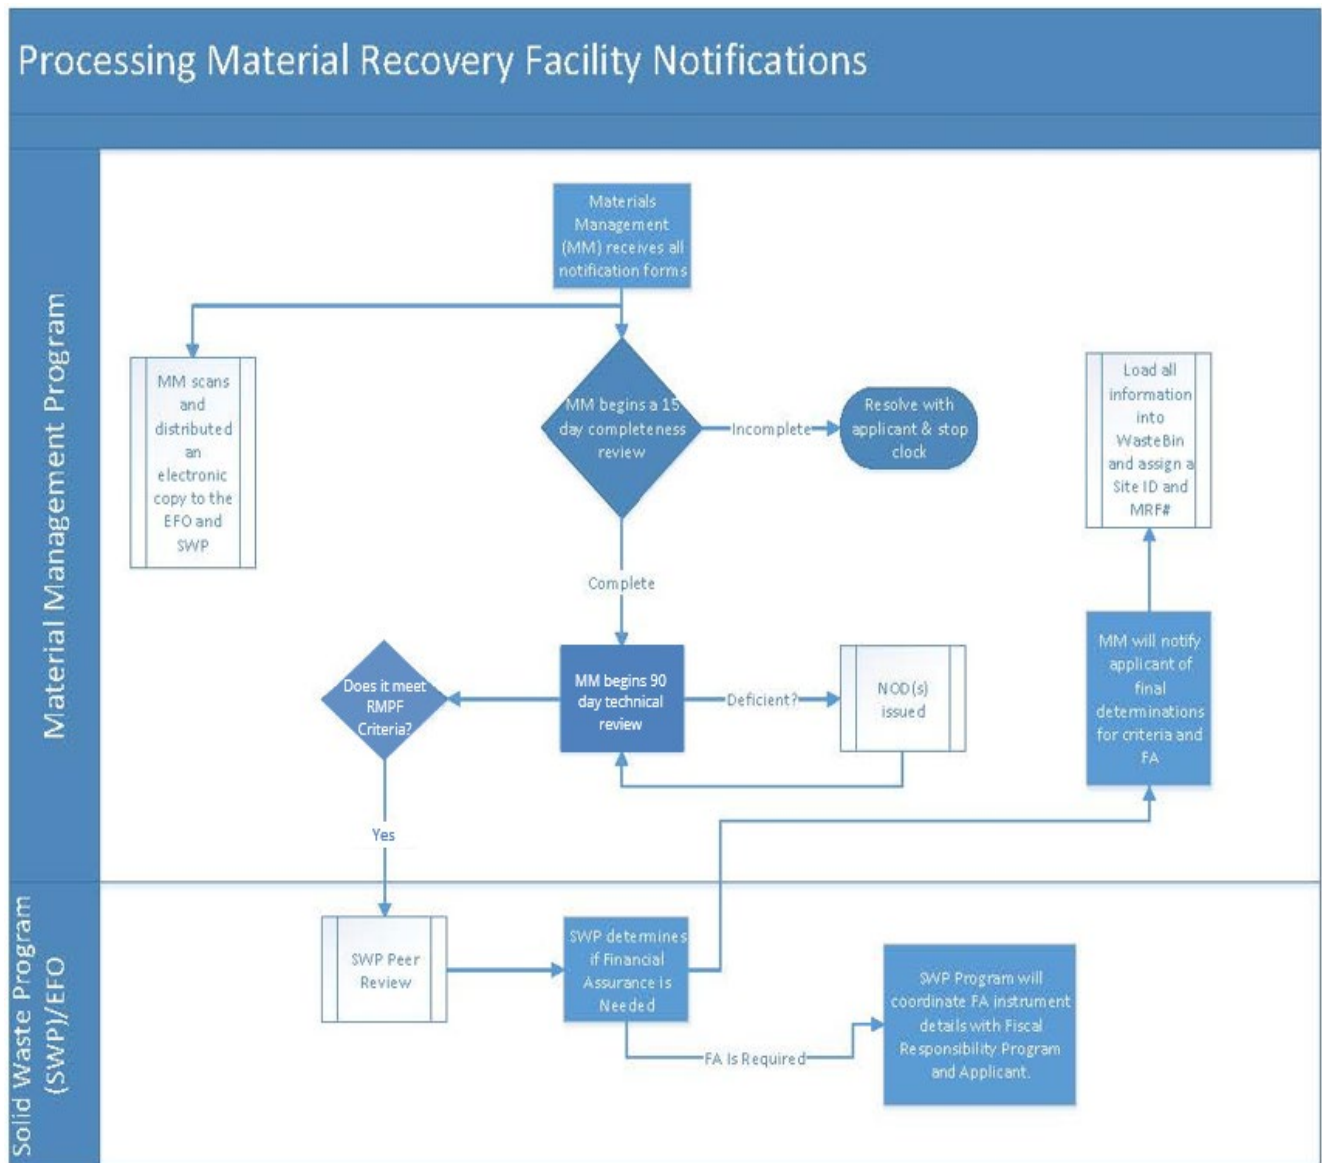 Processing Material Recovery Facility Notifications
Material Management Program
Materials
Management
(MM) receives all
notification forms
MM scans
and
distributed
an
electronic
copy to the
EFO and
SWP
MM begins a 15
day completeness
review
Incomplete
Resolve with
applicant & stop
clock
Load all
information
into
WasteBin
and assign a
Site ID and
MRF#
Complete
Does it meet
RMPF
Criteria?
MM begins 90
day technical
review
Deficient?
NOD(s)
issued
MM will notify
applicant of
final
determinations
for criteria and
FA
Yes
Solid Waste Program
(SWP)/EFO
SWP Peer
Review
SWP determines
if Financial
Assurance Is
Needed
FA Is Required
SWP Program will
coordinate FA instrument
details with Fiscal
Responsibility Program
and Applicant.